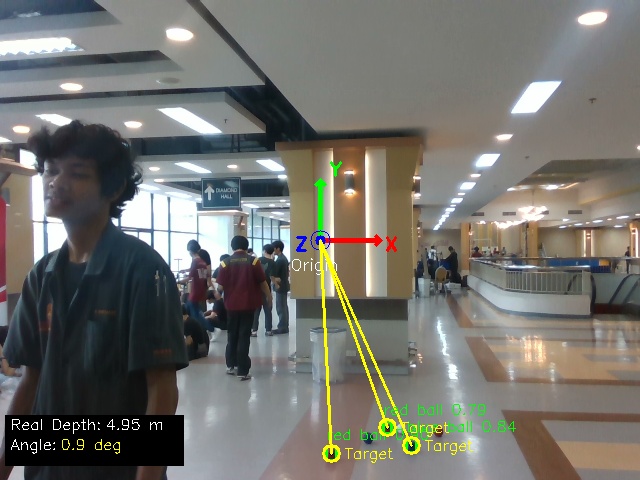 DIAMOND
HALL
Y
Z
X
Origin
red ball 0.79
ball 0.84
Target
ed ball
Target
Target
Real Depth: 4.95 m
Angle: 0.9 deg